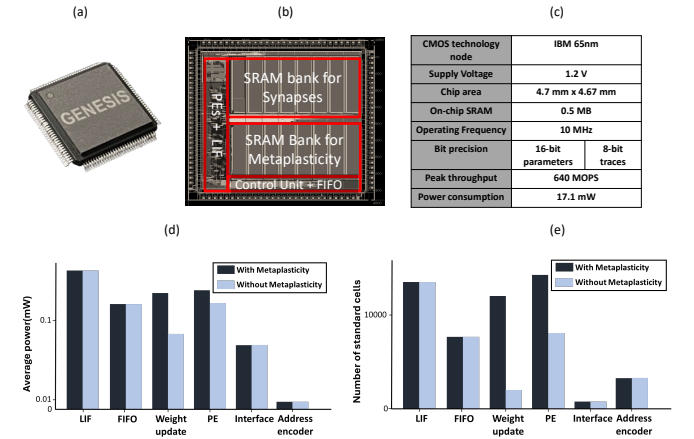 (a)
(b)
(c)
GENESIS
SRAM bank for
Synapses
PEs + LIF
SRAM Bank for
Metaplasticity
Control Unit + FIFO
CMOS technology
node
IBM 65nm
Supply Voltage
1.2 V
Chip area
4.7 mm x 4.67 mm
On-chip SRAM
0.5 MB
Operating Frequency
10 MHz
Bit precision
16-bit
parameters
8-bit
traces
Peak throughput
640 MOPS
Power consumption
17.1 mW
(d)
With Metaplasticity
Without Metaplasticity
Average power(mW)
0.1
0.01
0
LIF
FIFO
Weight
update
PE
Interface
Address
encoder
(e)
With Metaplasticity
Without Metaplasticity
Number of standard cells
10000
0
LIF
FIFO
Weight
update
PE
Interface
Address
encoder